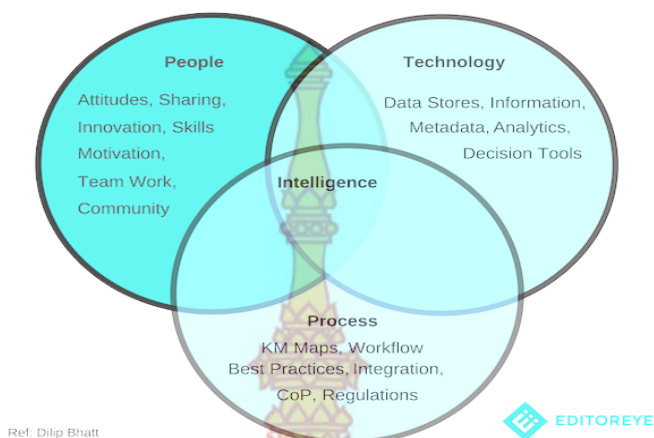 People
Attitudes, Sharing,
Innovation, Skills
Motivation,
Team Work,
Community
Technology
Data Stores, Information,
Metadata, Analytics,
Decision Tools
Intelligence
Process
KM Maps, Workflow
Best Practices, Integration,
CoP, Regulations
Ref: Dilip Bhatt
EDITOREYE